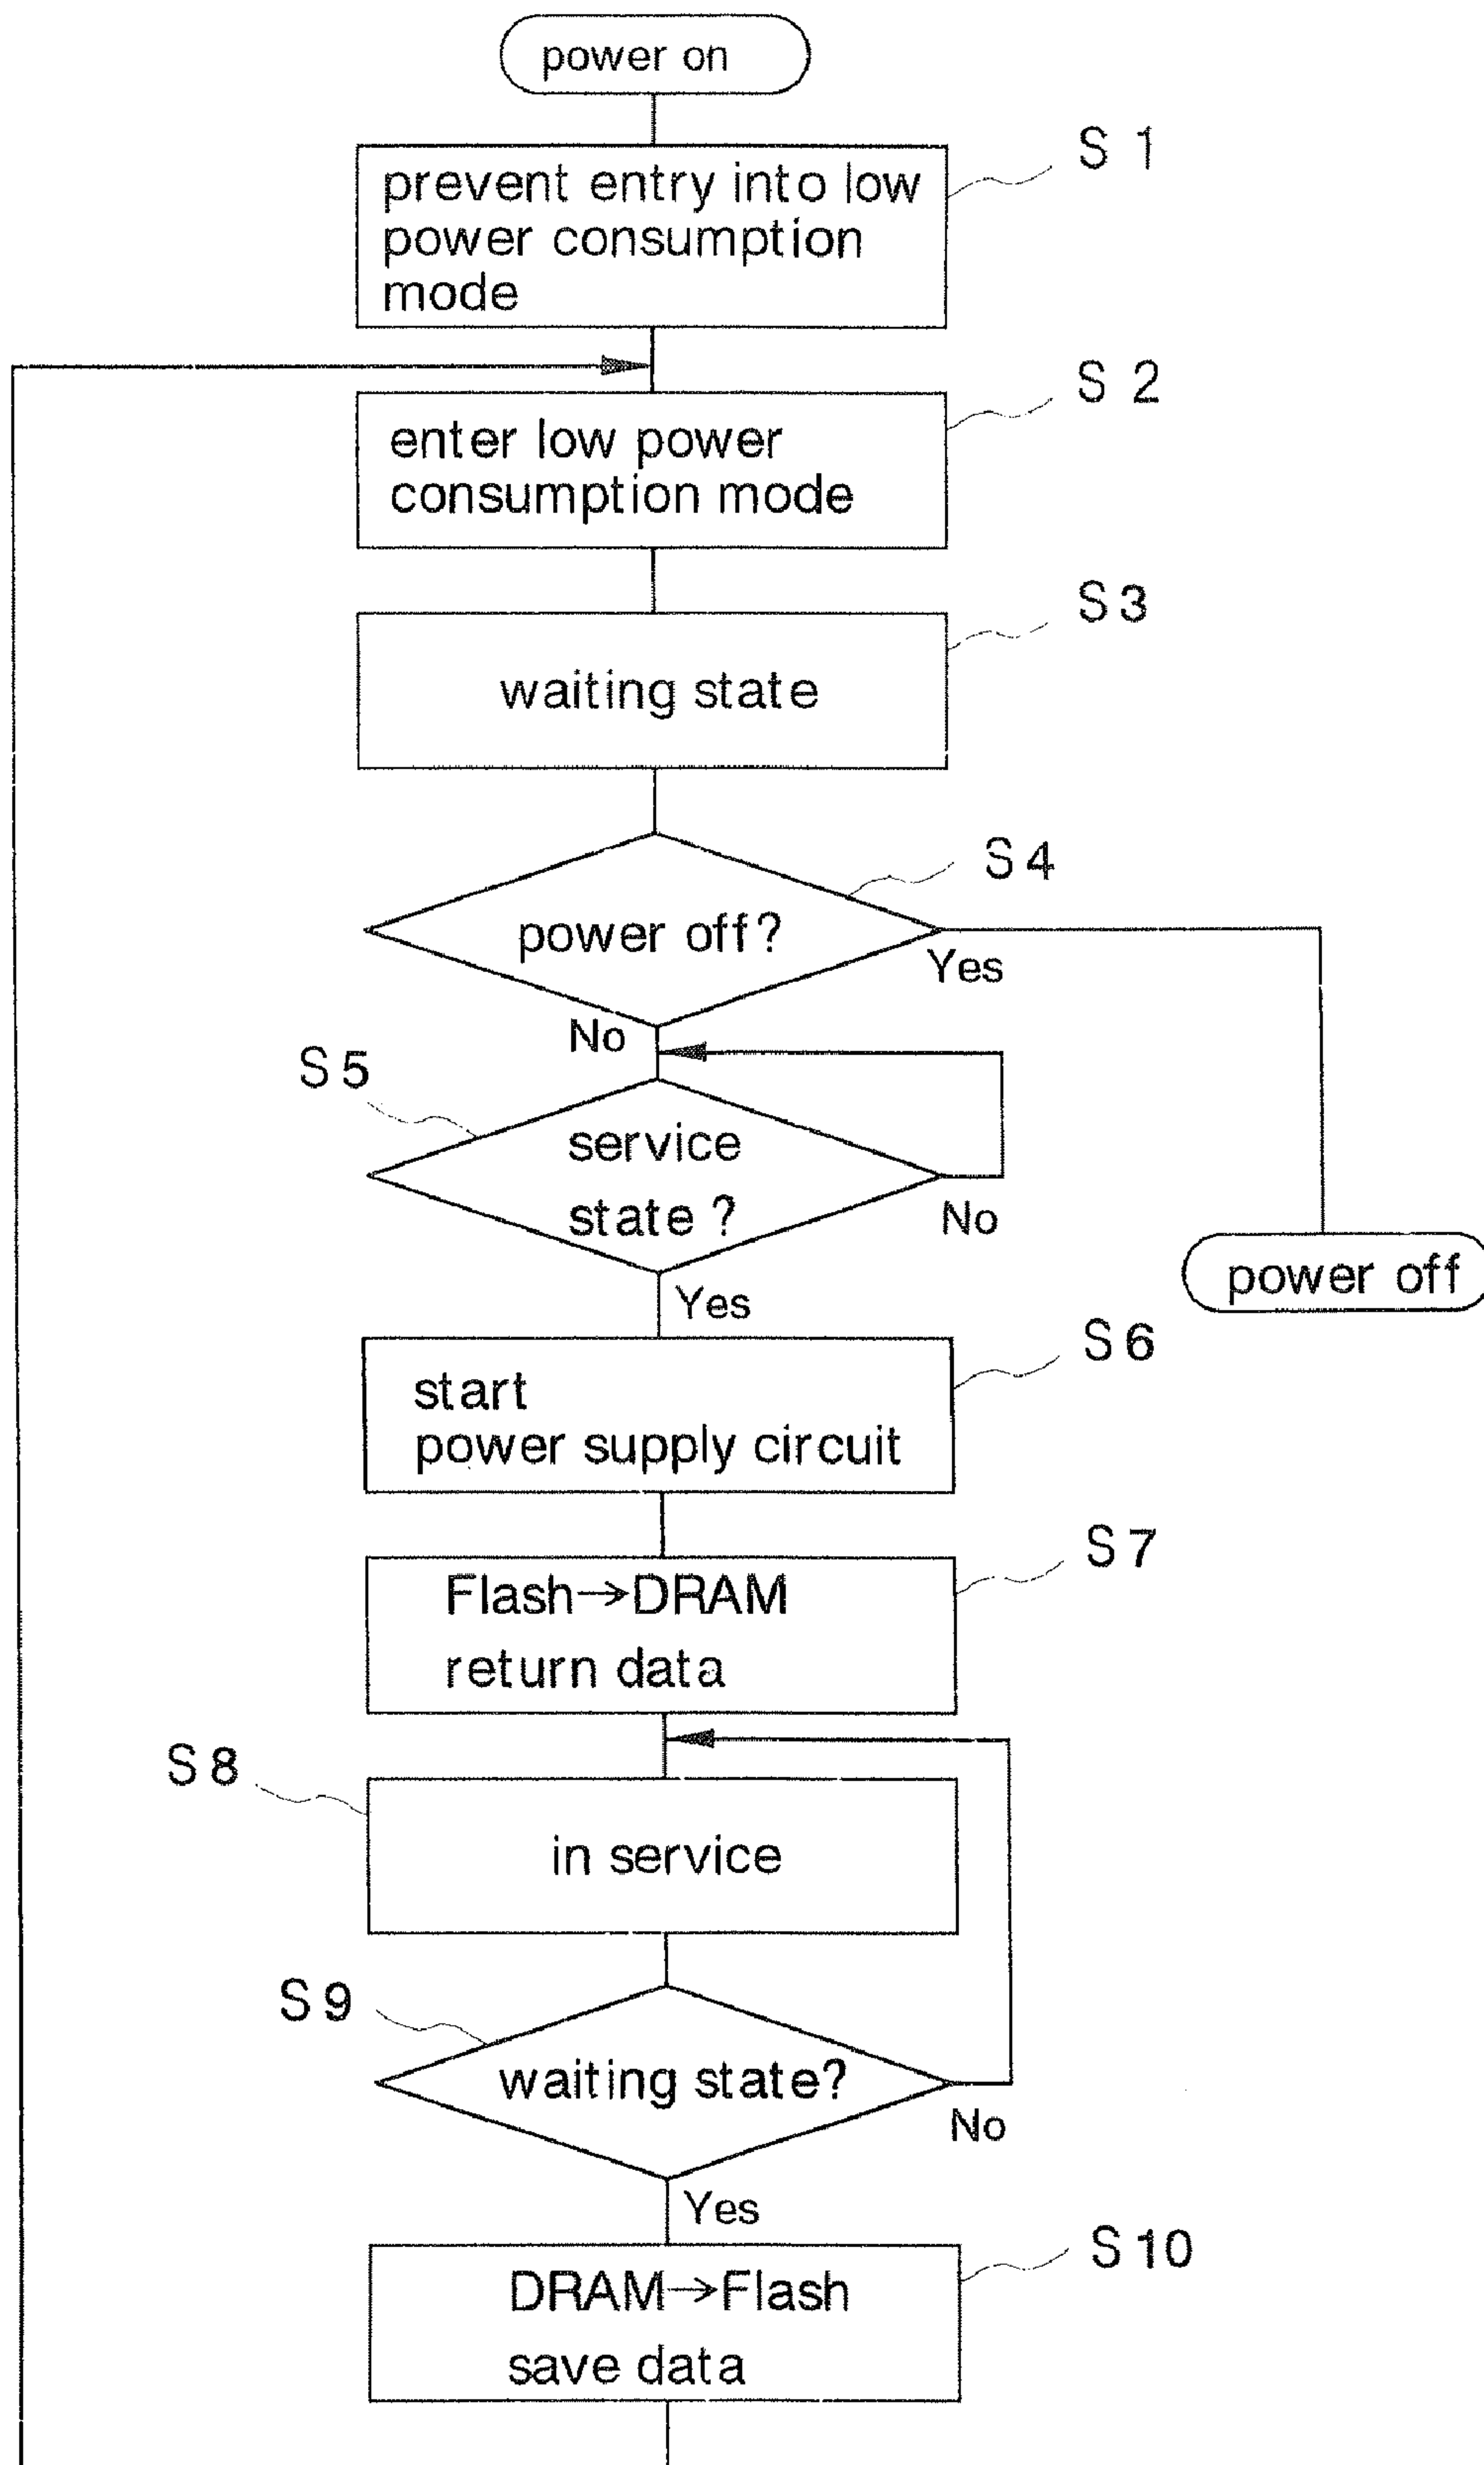 power on
S 1
prevent entry into low
power consumption
mode
S 2
enter low power
consumption mode
S 3
waiting state
S 4
power off?
Yes
No
S 5
service
state ?
No
power off
Yes
S 6
start
power supply circuit
S 7
Flash→DRAM
return data
S 8
in service
S 9
waiting state?
No
Yes
S 10
DRAM→Flash
save data